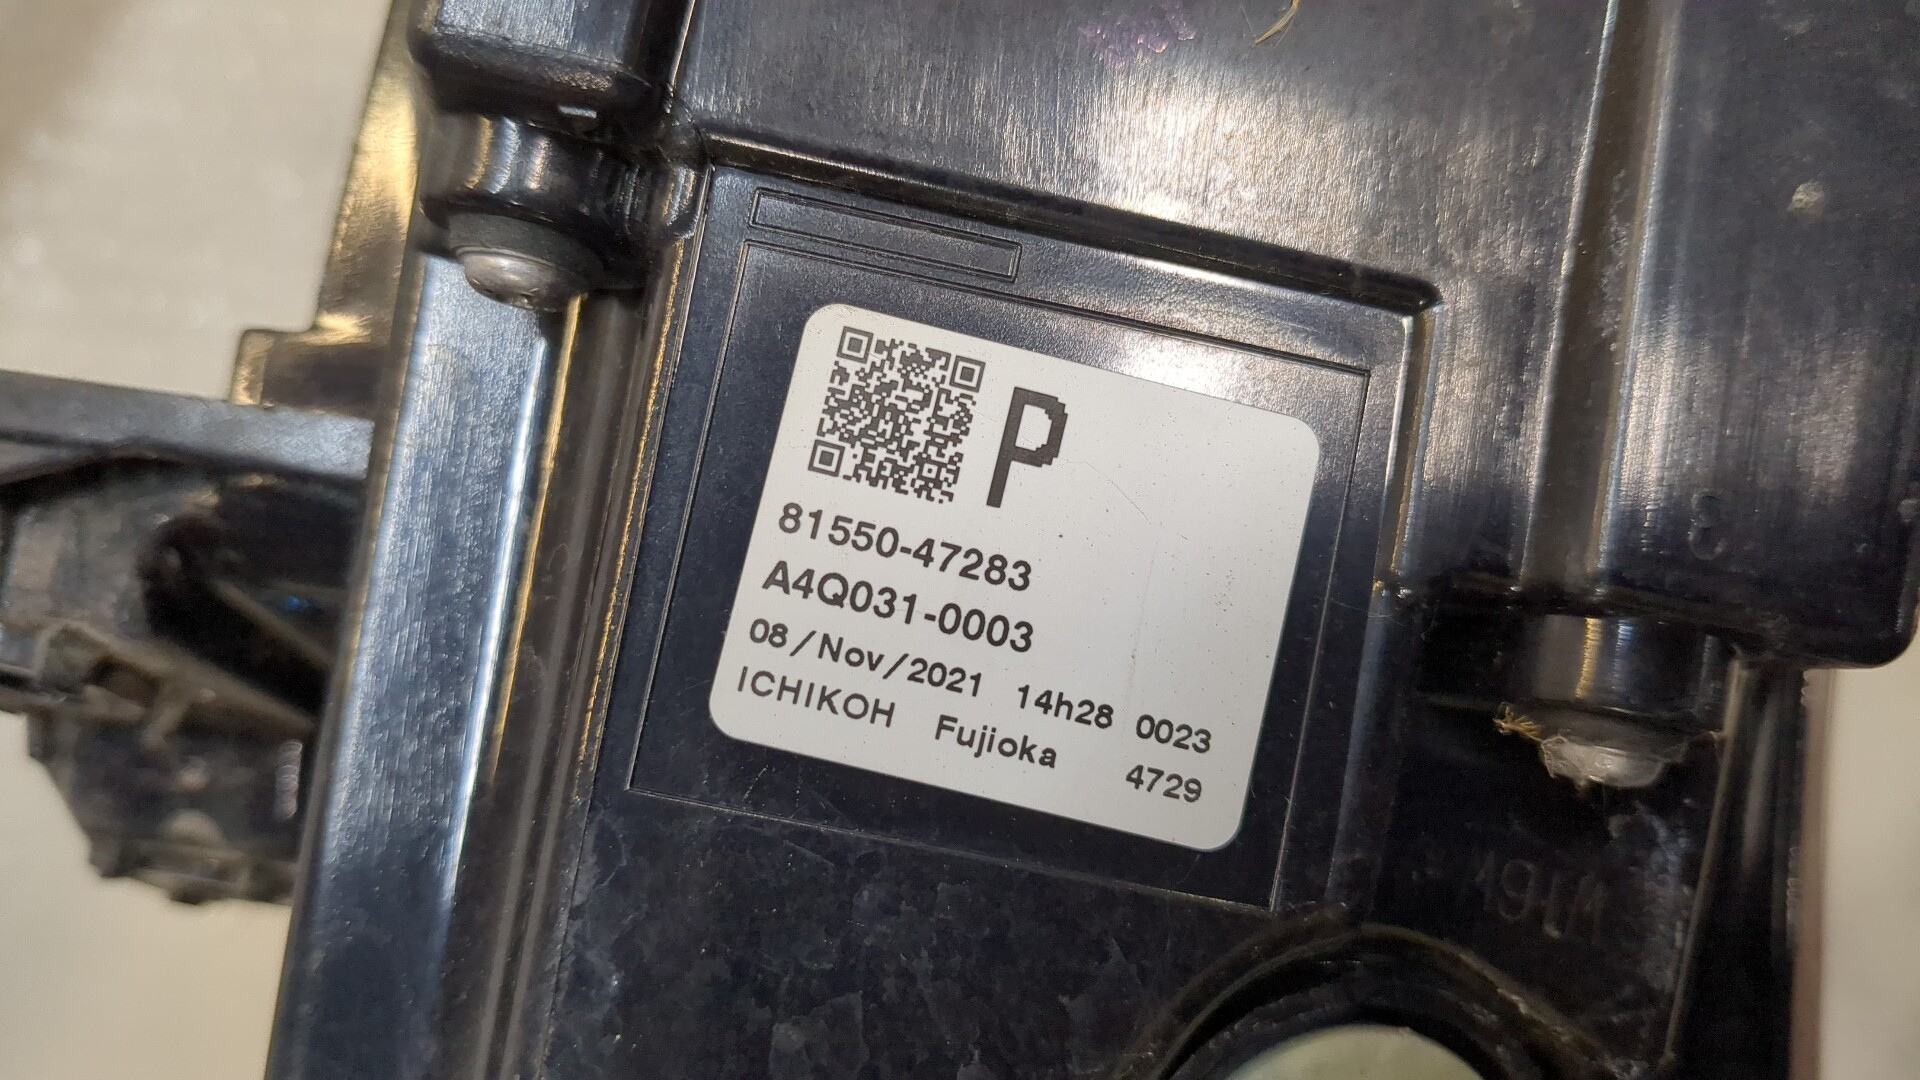 P
81550-47283
A4Q031-0003
08/Nov/2021 14h28 0023
ICHIKOH Fujioka 4729